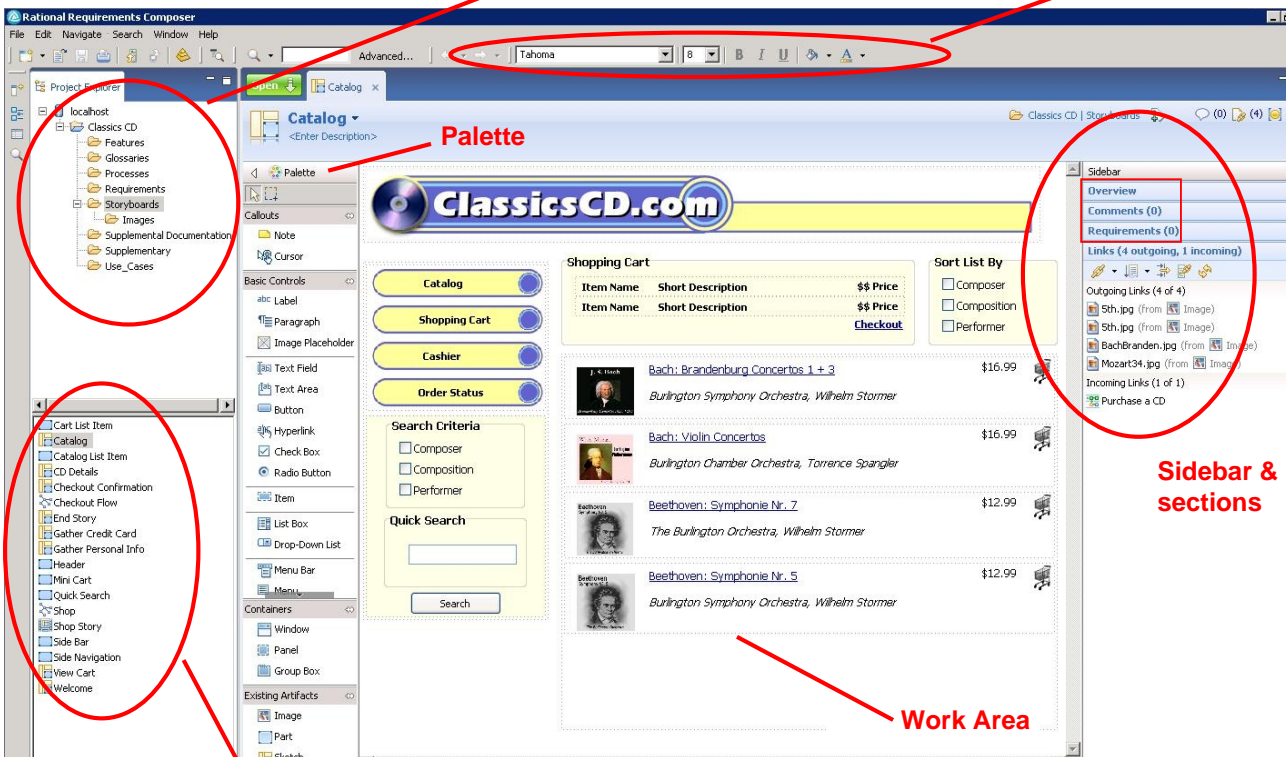 Rational Requirements Composer
File Edit Navigate Search Window Help
Advanced...
Tahoma
8
B I U A
Project Explorer
localhost
Classics CD
Features
Glossaries
Processes
Requirements
Storyboards
Images
Supplemental Documentation
Supplementary
Use_Cases
Cart List Item
Catalog
Catalog List Item
CD Details
Checkout Confirmation
Checkout Flow
End Story
Gather Credit Card
Gather Personal Info
Header
Mini Cart
Quick Search
Shop
Shop Story
Side Bar
Side Navigation
View Cart
Welcome
Open
Catalog
Catalog
<Enter Description>
Classics CD | Storyboards
(0) (4)
Palette
Palette
Callouts
Note
Cursor
Basic Controls
abc Label
Paragraph
Image Placeholder
Text Field
Text Area
Button
Hyperlink
Check Box
Radio Button
Item
List Box
Drop-Down List
Menu Bar
Menu
Containers
Window
Panel
Group Box
Existing Artifacts
Image
Part
Sketch
ClassicsCD.com
Catalog
Shopping Cart
Cashier
Order Status
Search Criteria
Composer
Composition
Performer
Quick Search
Search
Shopping Cart
Item Name Short Description $$ Price
Item Name Short Description $$ Price
Checkout
Sort List By
Composer
Composition
Performer
Bach: Brandenburg Concertos 1 + 3 $16.99
Burlington Symphony Orchestra, Wilhelm Stormer
Bach: Violin Concertos $16.99
Burlington Chamber Orchestra, Torrence Spangler
Beethoven: Symphonie Nr. 7 $12.99
The Burlington Orchestra, Wilhelm Stormer
Beethoven: Symphonie Nr. 5 $12.99
Burlington Symphony Orchestra, Wilhelm Stormer
Work Area
Sidebar
Overview
Comments (0)
Requirements (0)
Links (4 outgoing, 1 incoming)
Outgoing Links (4 of 4)
5th.jpg (from Image)
5th.jpg (from Image)
BachBranden.jpg (from Image)
Mozart34.jpg (from Image)
Incoming Links (1 of 1)
Purchase a CD
Sidebar &
sections